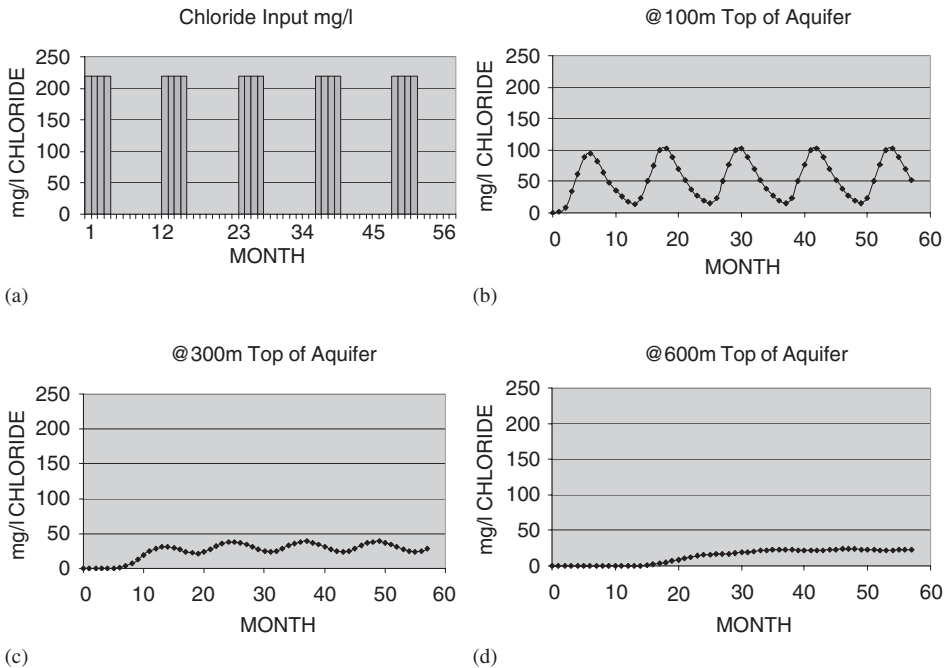 Chloride Input mg/l
250
200
150
100
50
0
mg/l CHLORIDE
1 12 23 34 45 56
MONTH
(a)
@100m Top of Aquifer
250
200
150
100
50
0
mg/l CHLORIDE
0 10 20 30 40 50 60
MONTH
(b)
@300m Top of Aquifer
250
200
150
100
50
0
mg/l CHLORIDE
0 10 20 30 40 50 60
MONTH
(c)
@600m Top of Aquifer
250
200
150
100
50
0
mg/l CHLORIDE
0 10 20 30 40 50 60
MONTH
(d)